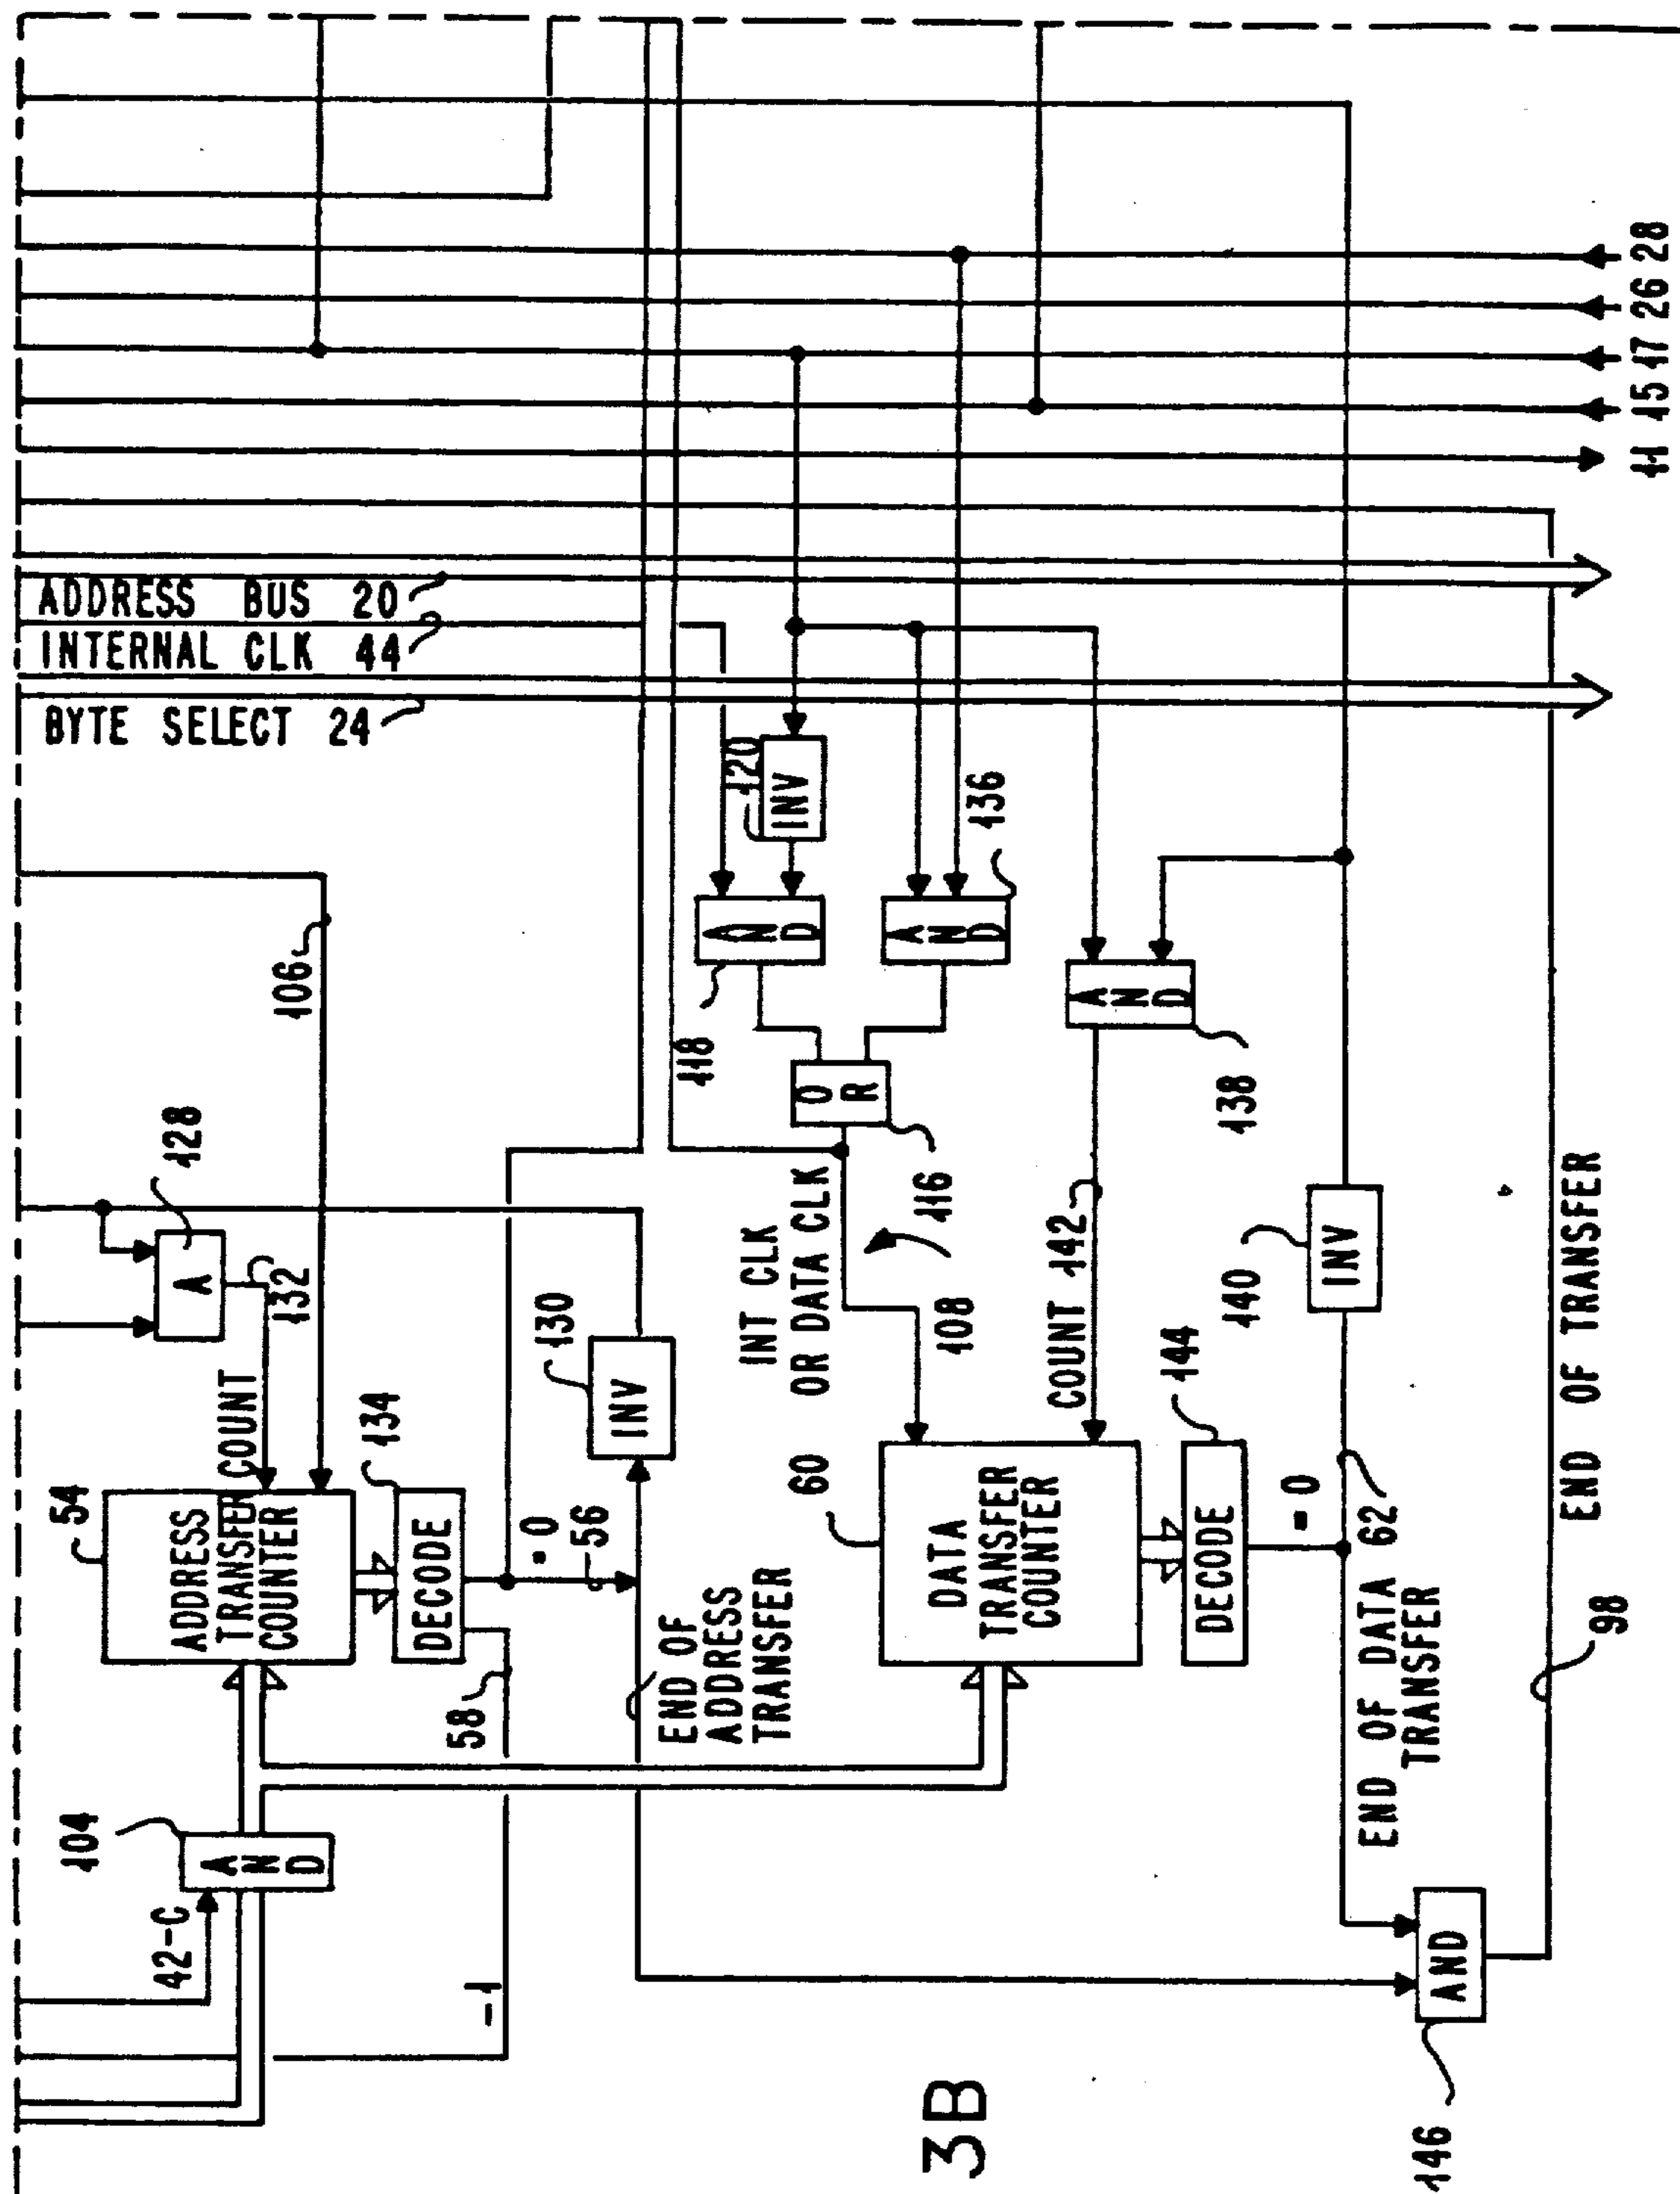 ADDRESS BUS 20
INTERNAL CLK 44
BYTE SELECT 24
28
26
17
15
11
106
128
A
132
120
INV
AND
118
AND
136
AND
138
OR
116
INT CLK
OR DATA CLK
108
COUNT 142
54
ADDRESS
TRANSFER
COUNTER
COUNT
134
DECODE
= 0
56
58
-1
130
INV
END OF
ADDRESS
TRANSFER
60
DATA
TRANSFER
COUNTER
144
DECODE
= 0
62
140
INV
END OF DATA
TRANSFER
104
AND
42-C
146
AND
98
END OF TRANSFER
3B